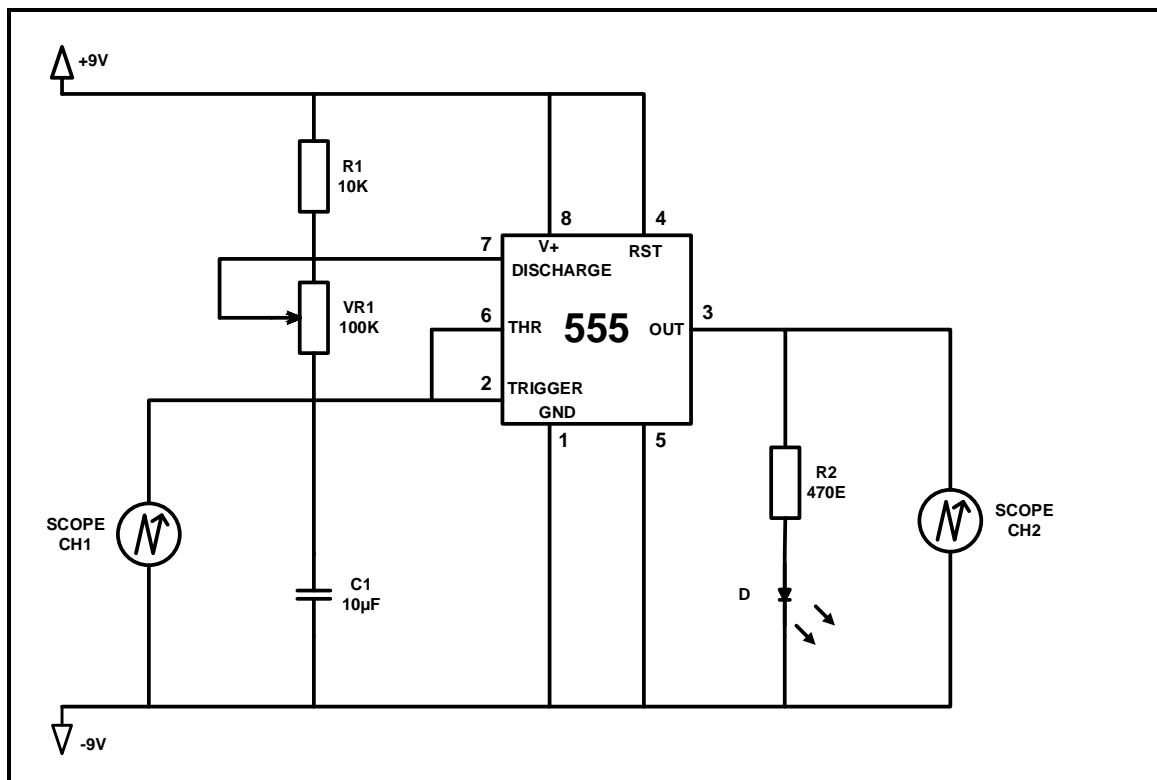 +9V
R1
10K
8
4
7
V+
RST
DISCHARGE
VR1
100K
6
THR
555
OUT
3
2
TRIGGER
GND
1
5
R2
470E
SCOPE
CH1
SCOPE
CH2
C1
10µF
D
-9V